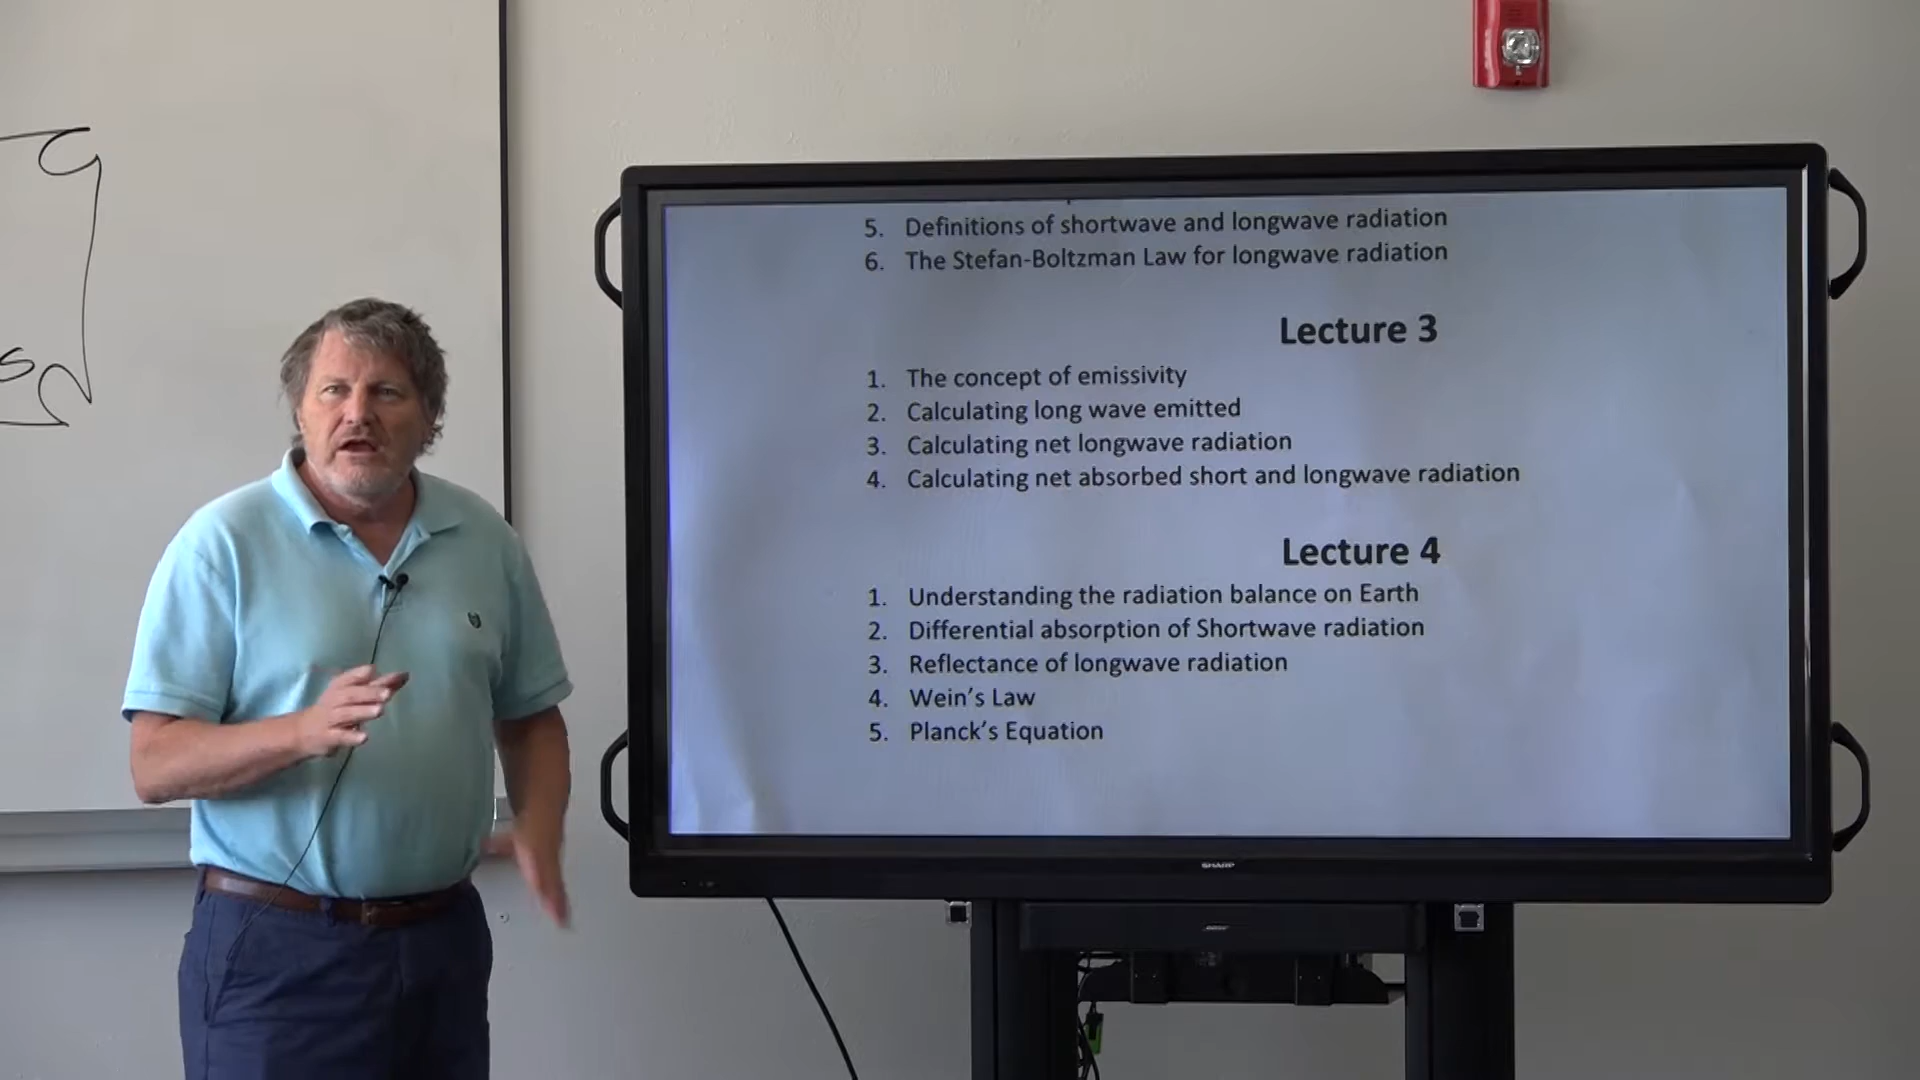 5. Definitions of shortwave and longwave radiation
6. The Stefan-Boltzman Law for longwave radiation
Lecture 3
1. The concept of emissivity
2. Calculating long wave emitted
3. Calculating net longwave radiation
4. Calculating net absorbed short and longwave radiation
Lecture 4
1. Understanding the radiation balance on Earth
2. Differential absorption of Shortwave radiation
3. Reflectance of longwave radiation
4. Wein's Law
5. Planck's Equation
SHARP